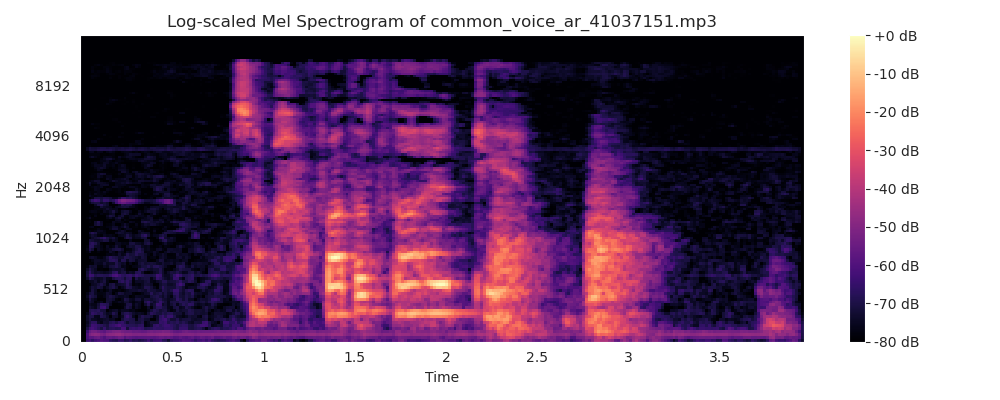 Log-scaled Mel Spectrogram of common_voice_ar_41037151.mp3
+0 dB
-10 dB
-20 dB
-30 dB
-40 dB
-50 dB
-60 dB
-70 dB
-80 dB
Hz
8192
4096
2048
1024
512
0
0 0.5 1 1.5 2 2.5 3 3.5
Time